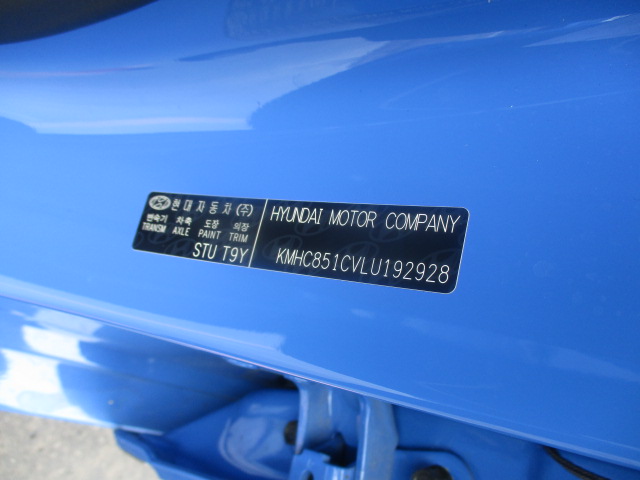 현대자동차(주)
변속기 차축 도장 의장
TRANSM AXLE PAINT TRIM
STU T9Y
HYUNDAI MOTOR COMPANY
KMHC851CVLU192928